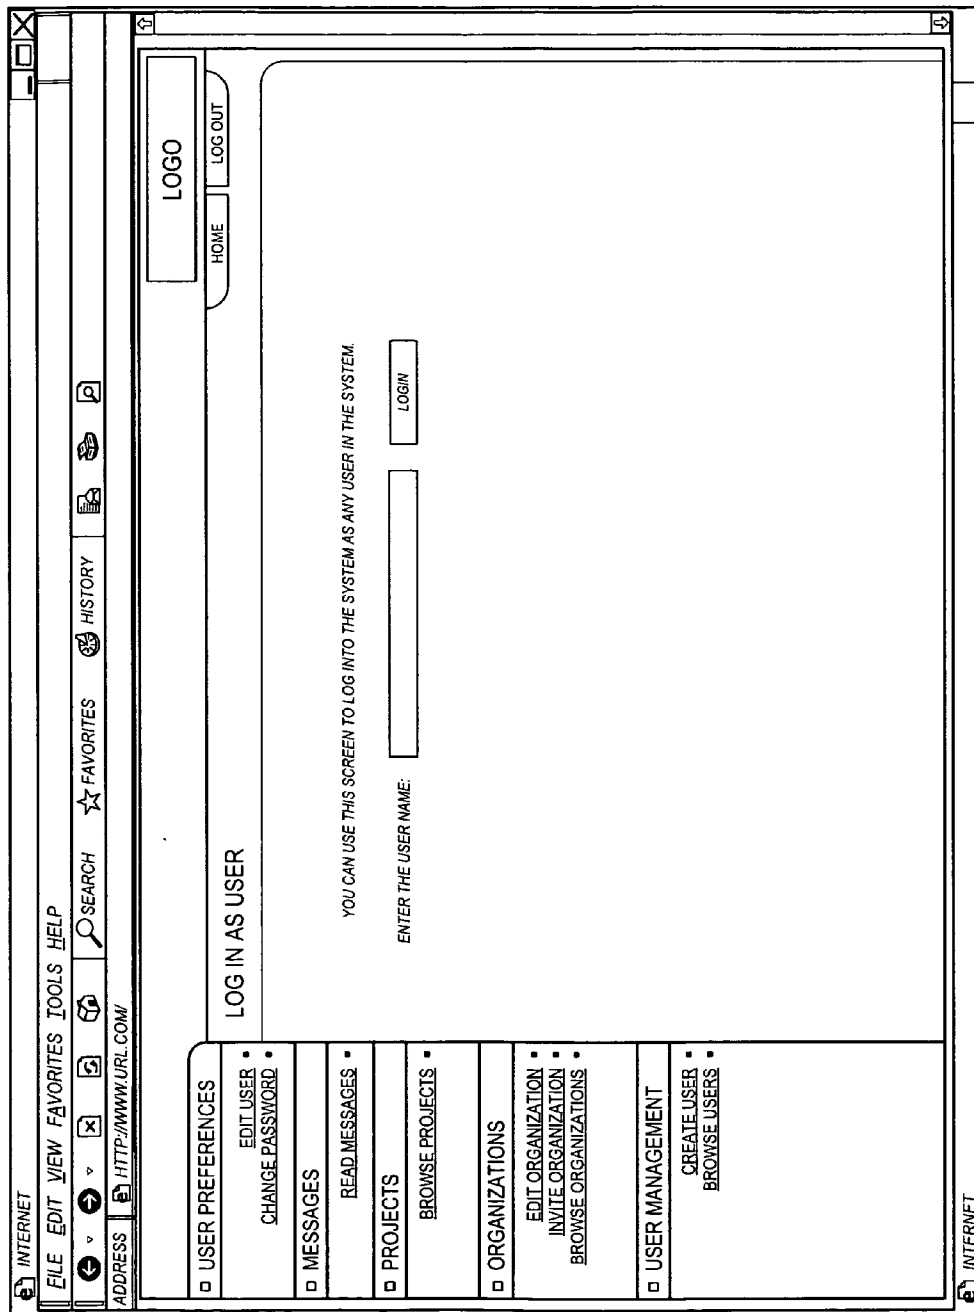 INTERNET
FILE EDIT VIEW FAVORITES TOOLS HELP
SEARCH FAVORITES HISTORY
ADDRESS HTTP://WWW.URL.COM/
LOGO
HOME LOG OUT
LOG IN AS USER
USER PREFERENCES
EDIT USER
CHANGE PASSWORD
MESSAGES
READ MESSAGES
PROJECTS
BROWSE PROJECTS
ORGANIZATIONS
EDIT ORGANIZATION
INVITE ORGANIZATION
BROWSE ORGANIZATIONS
USER MANAGEMENT
CREATE USER
BROWSE USERS
YOU CAN USE THIS SCREEN TO LOG INTO THE SYSTEM AS ANY USER IN THE SYSTEM.
ENTER THE USER NAME: LOGIN
INTERNET